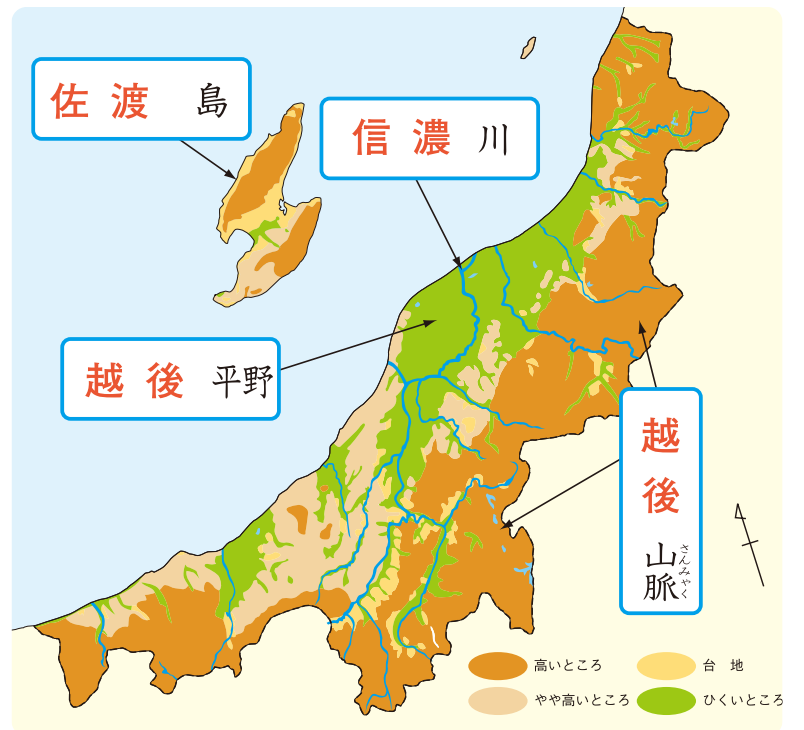 佐渡 島
信濃 川
越後 平野
越後 山脈
さんみゃく
高いところ
台 地
やや高いところ
ひくいところ